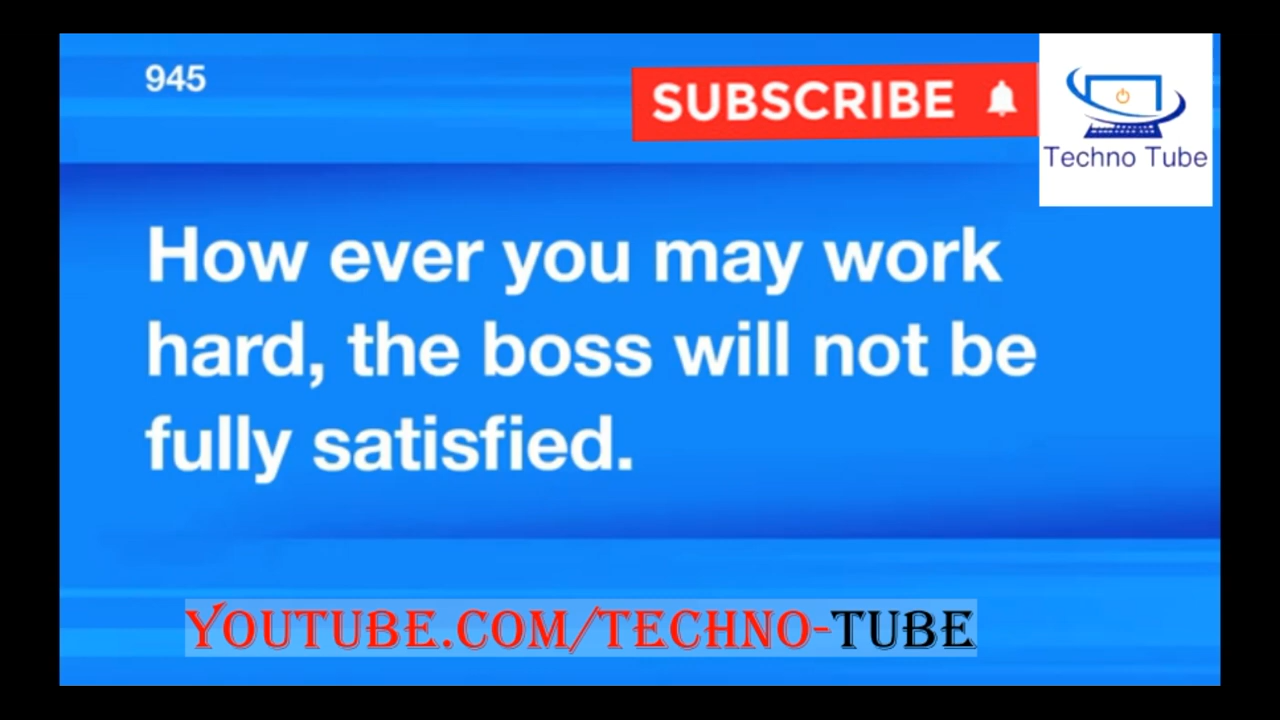 945
SUBSCRIBE
Techno Tube
How ever you may work
hard, the boss will not be
fully satisfied.
YOUTUBE.COM/TECHNO-TUBE